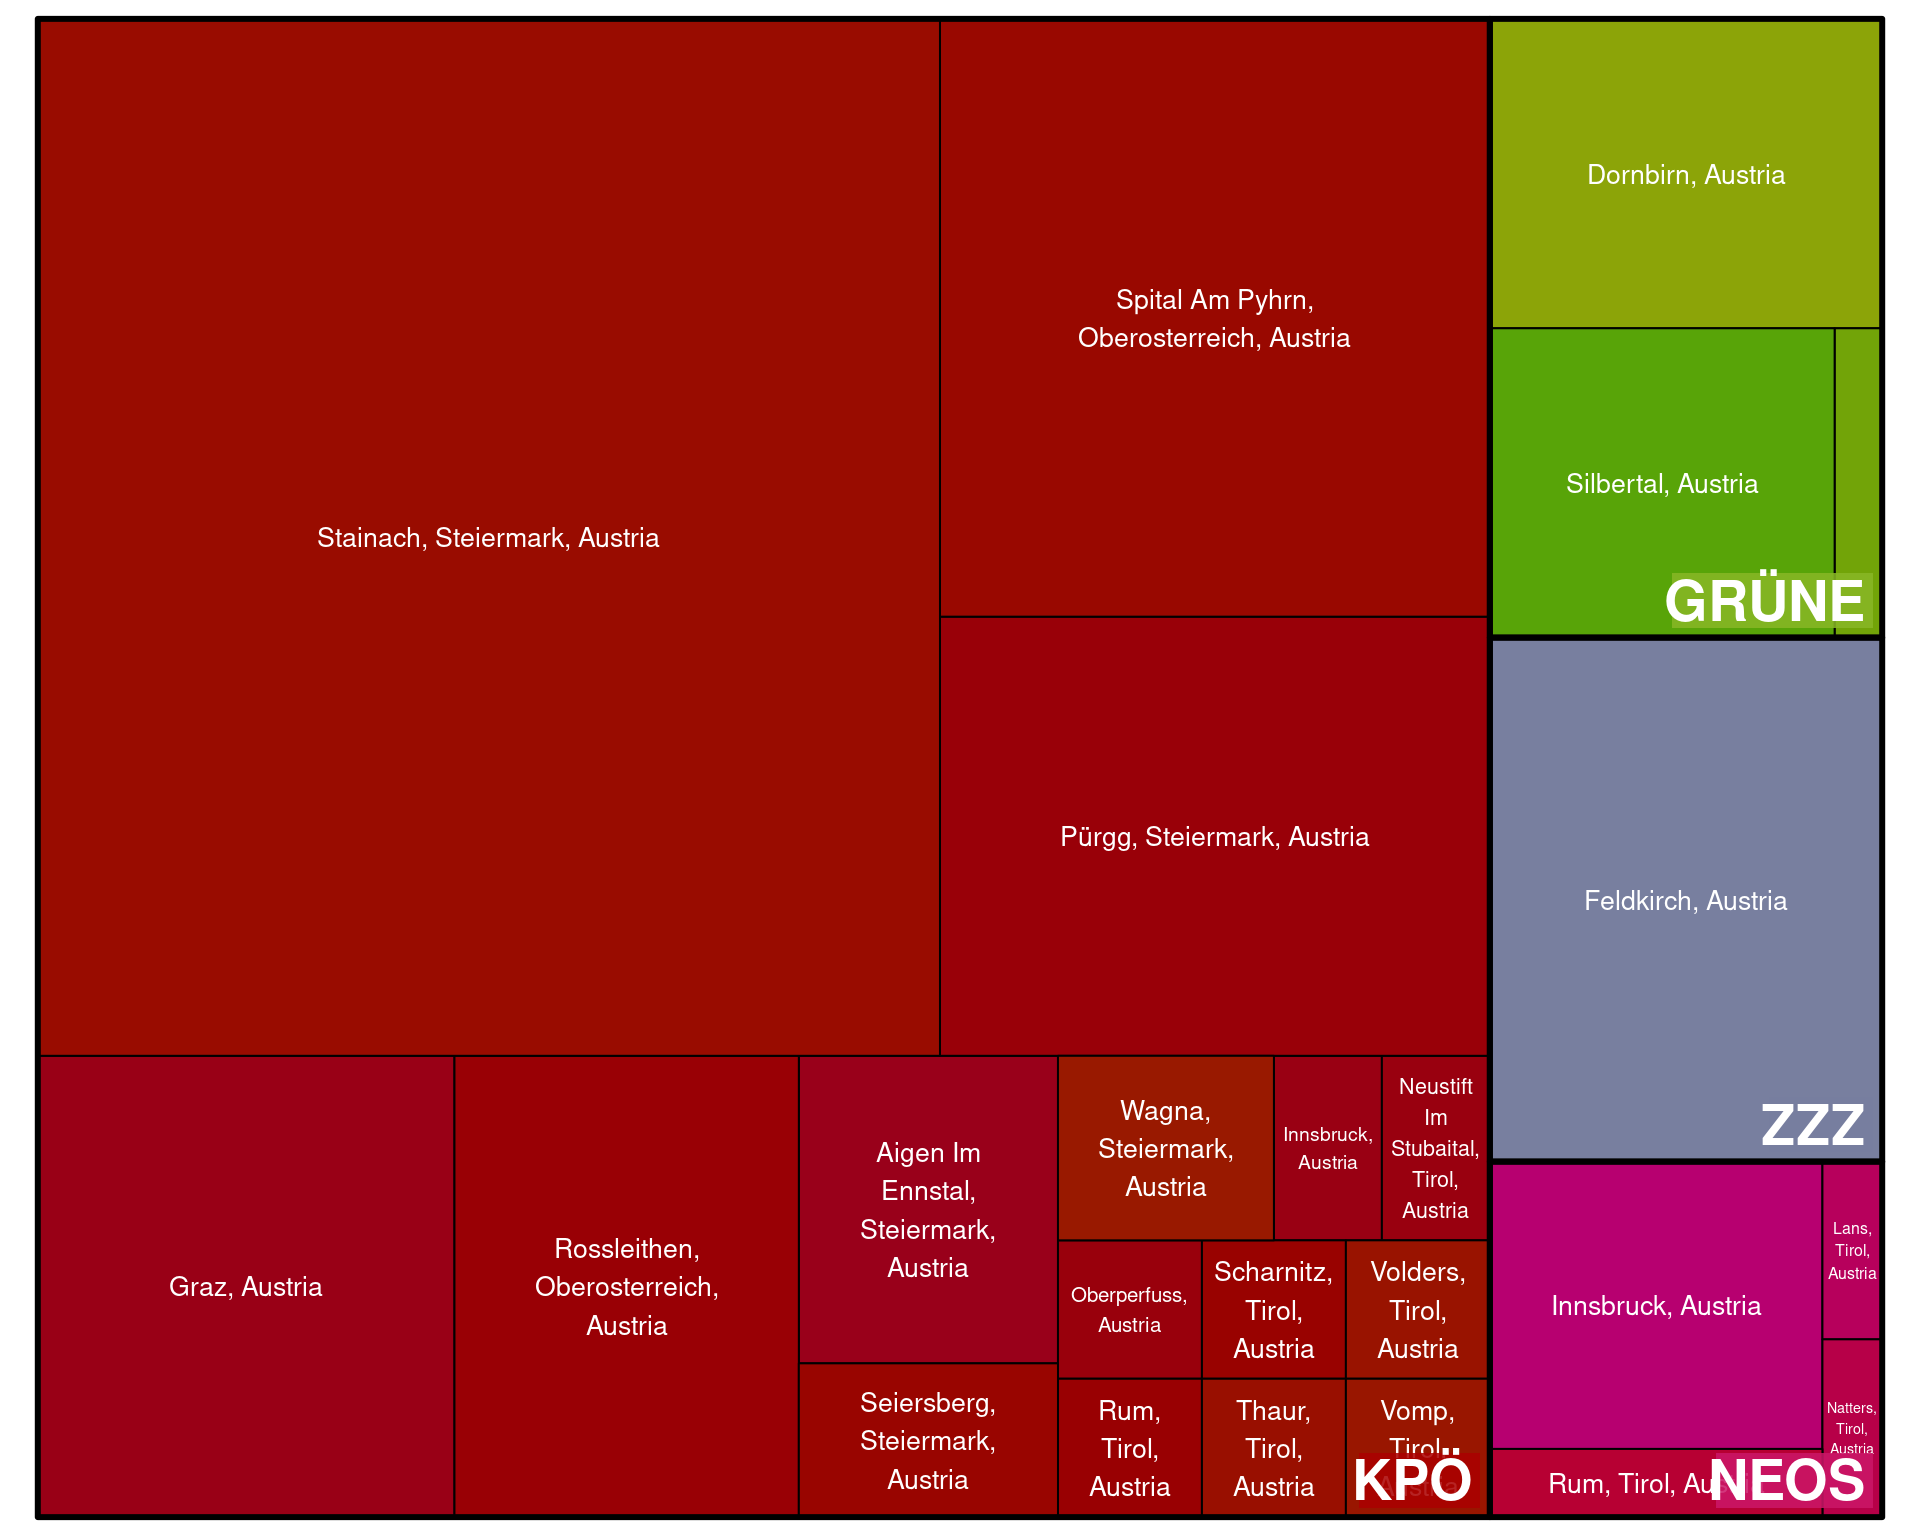 Stainach, Steiermark, Austria
Spital Am Pyhrn,
Oberosterreich, Austria
Pürgg, Steiermark, Austria
Graz, Austria
Rossleithen,
Oberosterreich,
Austria
Aigen Im
Ennstal,
Steiermark,
Austria
Seiersberg,
Steiermark,
Austria
Wagna,
Steiermark,
Austria
Innsbruck,
Austria
Neustift
Im
Stubaital,
Tirol,
Austria
Oberperfuss,
Austria
Scharnitz,
Tirol,
Austria
Volders,
Tirol,
Austria
Rum,
Tirol,
Austria
Thaur,
Tirol,
Austria
Vomp,
Tirol,
Austria
KPÖ
Dornbirn, Austria
Silbertal, Austria
GRÜNE
Feldkirch, Austria
ZZZ
Innsbruck, Austria
Lans,
Tirol,
Austria
Natters,
Tirol,
Austria
Rum, Tirol, Austria
NEOS